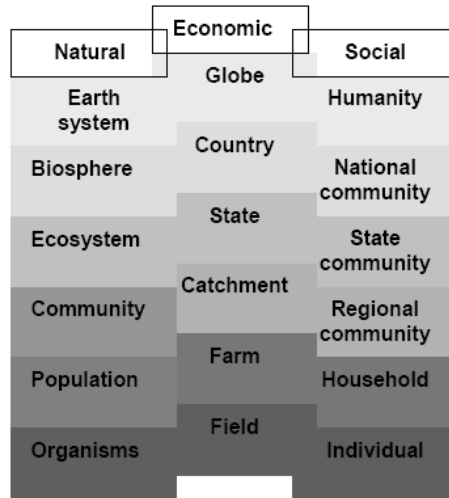 Economic
Natural
Social
Globe
Earth
system
Humanity
Country
Biosphere
National
community
State
Ecosystem
State
community
Catchment
Community
Regional
community
Farm
Population
Household
Field
Organisms
Individual